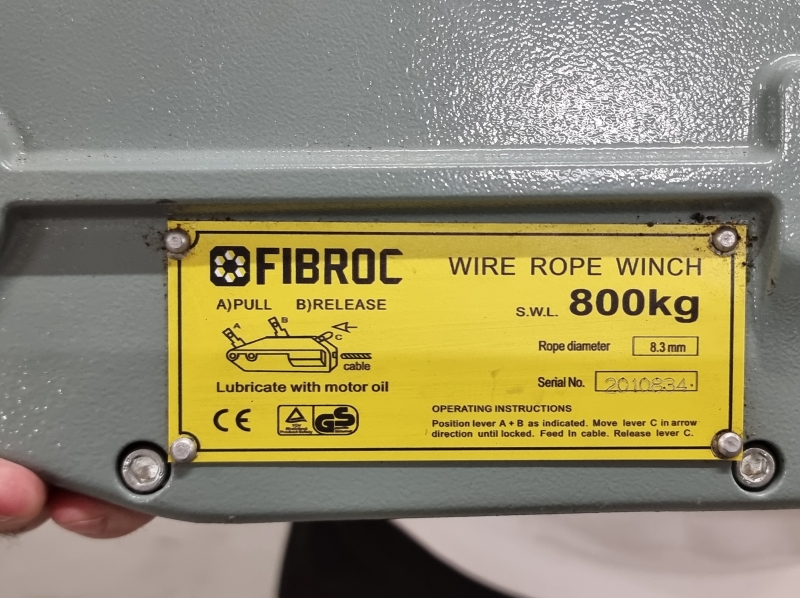 FIBROC
WIRE ROPE WINCH
A)PULL B)RELEASE
S.W.L. 800kg
A
B
C
cable
Rope diameter 8.3 mm
Lubricate with motor oil
Serial No. 2010834
CE
TÜV
GS
OPERATING INSTRUCTIONS
Position lever A + B as indicated. Move lever C in arrow
direction until locked. Feed In cable. Release lever C.